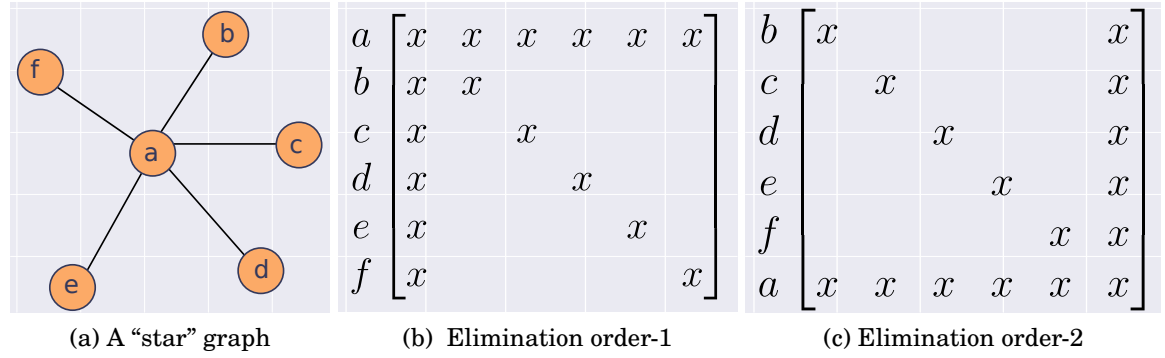 b
f
a
c
d
e
a x x x x x x
b x x
c x x
d x x
e x x
f x x
b x x
c x x
d x x
e x x
f x x
a x x x x x x
(a) A “star” graph
(b) Elimination order-1
(c) Elimination order-2